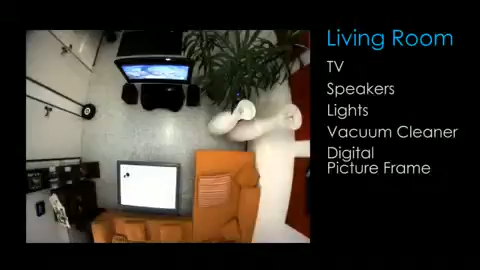 Living Room
TV
Speakers
Lights
Vacuum Cleaner
Digital
Picture Frame